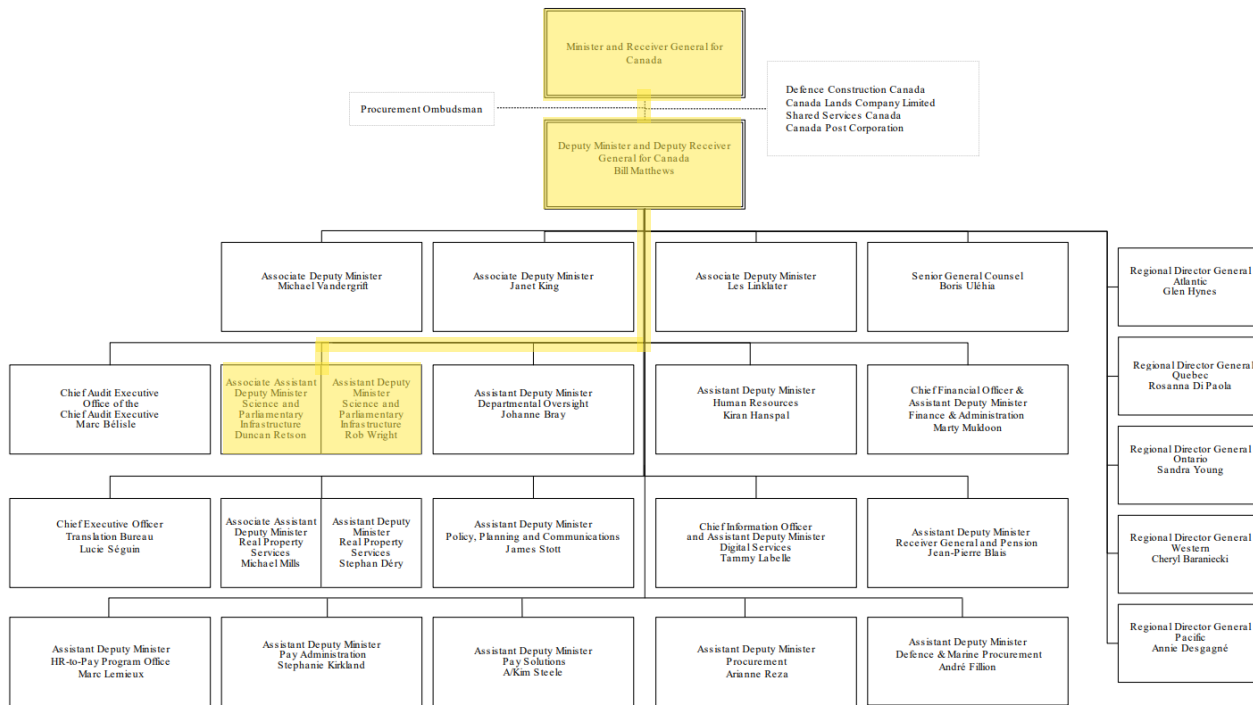 Minister and Receiver General for
Canada
Procurement Ombudsman
Defence Construction Canada
Canada Lands Company Limited
Shared Services Canada
Canada Post Corporation
Deputy Minister and Deputy Receiver
General for Canada
Bill Matthews
Associate Deputy Minister
Michael Vandergrift
Associate Deputy Minister
Janet King
Associate Deputy Minister
Les Linklater
Senior General Counsel
Boris Uléhia
Regional Director General
Atlantic
Glen Hynes
Chief Audit Executive
Office of the
Chief Audit Executive
Marc Bélisle
Associate Assistant
Deputy Minister
Science and
Parliamentary
Infrastructure
Duncan Retson
Assistant Deputy
Minister
Science and
Parliamentary
Infrastructure
Rob Wright
Assistant Deputy Minister
Departmental Oversight
Johanne Bray
Assistant Deputy Minister
Human Resources
Kiran Hanspal
Chief Financial Officer &
Assistant Deputy Minister
Finance & Administration
Marty Muldoon
Regional Director General
Quebec
Rosanna Di Paola
Regional Director General
Ontario
Sandra Young
Chief Executive Officer
Translation Bureau
Lucie Séguin
Associate Assistant
Deputy Minister
Real Property
Services
Michael Mills
Assistant Deputy
Minister
Real Property
Services
Stephan Déry
Assistant Deputy Minister
Policy, Planning and Communications
James Stott
Chief Information Officer
and Assistant Deputy Minister
Digital Services
Tammy Labelle
Assistant Deputy Minister
Receiver General and Pension
Jean-Pierre Blais
Regional Director General
Western
Cheryl Baraniecki
Assistant Deputy Minister
HR-to-Pay Program Office
Marc Lemieux
Assistant Deputy Minister
Pay Administration
Stephanie Kirkland
Assistant Deputy Minister
Pay Solutions
A/Kim Steele
Assistant Deputy Minister
Procurement
Arianne Reza
Assistant Deputy Minister
Defence & Marine Procurement
André Fillion
Regional Director General
Pacific
Annie Desgagné